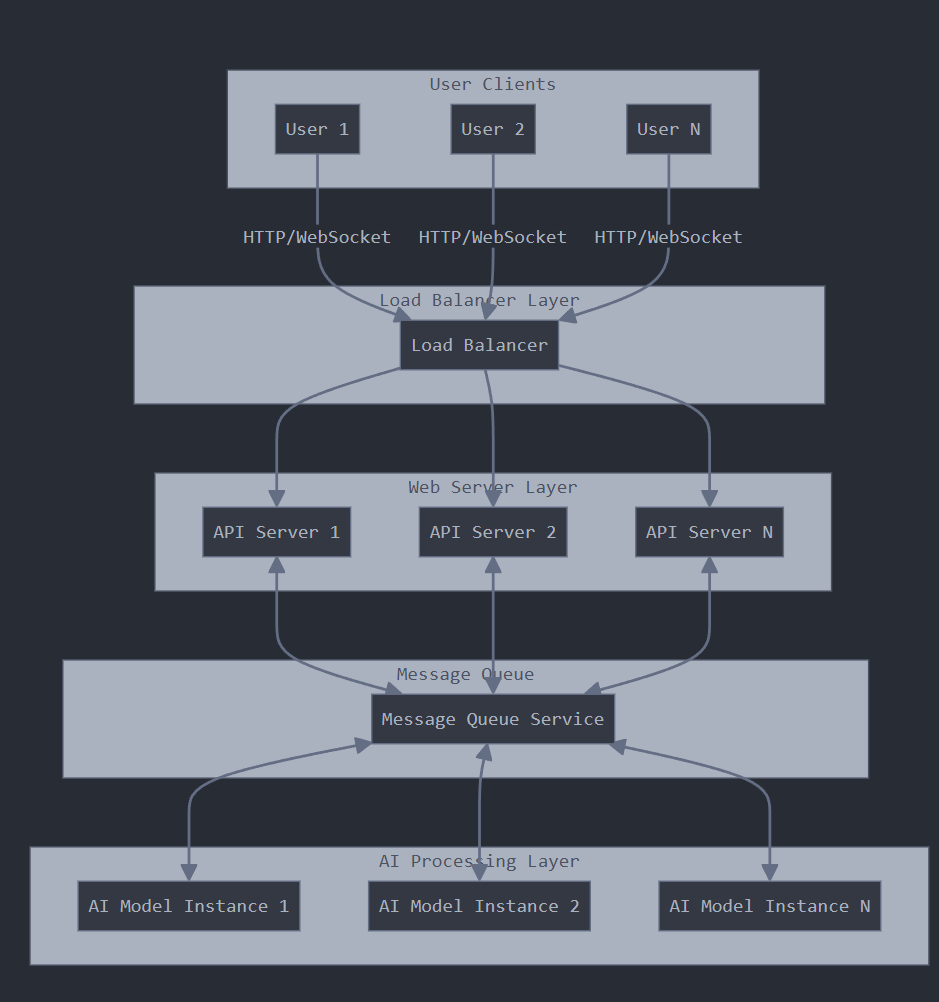 User Clients
User 1
User 2
User N
HTTP/WebSocket
HTTP/WebSocket
HTTP/WebSocket
Load Balancer Layer
Load Balancer
Web Server Layer
API Server 1
API Server 2
API Server N
Message Queue
Message Queue Service
AI Processing Layer
AI Model Instance 1
AI Model Instance 2
AI Model Instance N